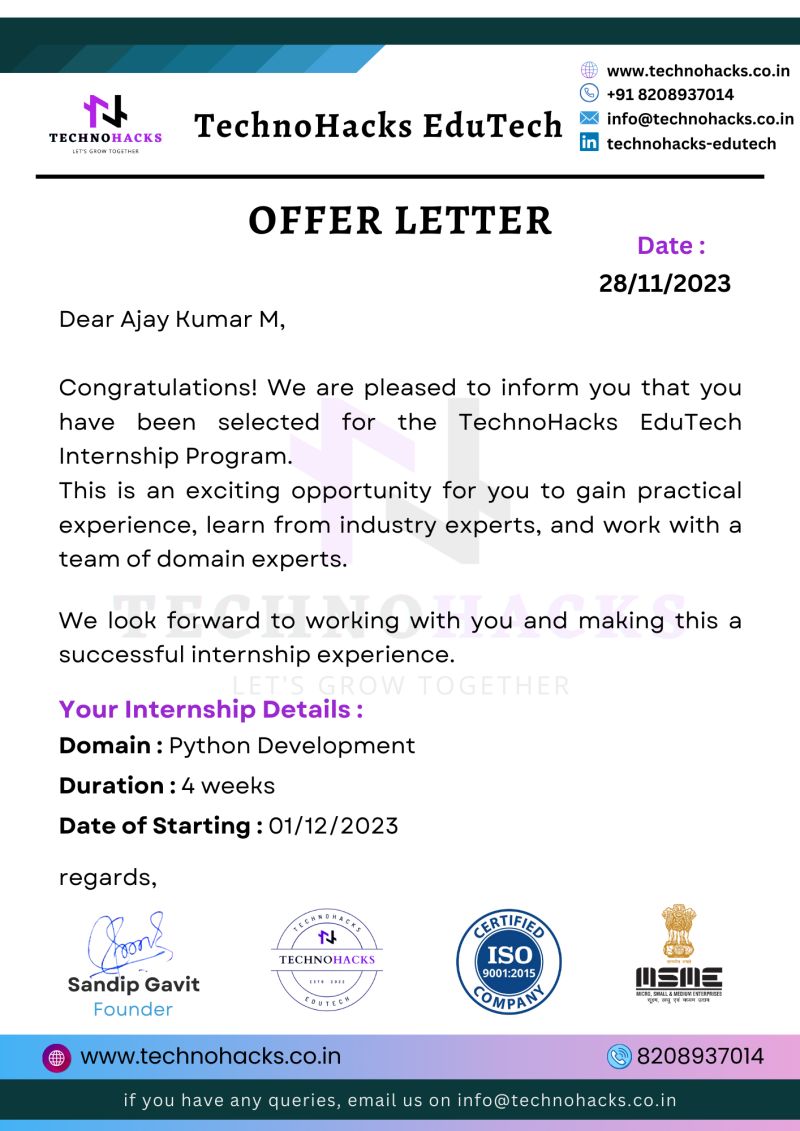 www.technohacks.co.in
+91 8208937014
info@technohacks.co.in
technohacks-edutech
TECHNOHACKS
LET'S GROW TOGETHER
TechnoHacks EduTech
OFFER LETTER
Date :
28/11/2023
Dear Ajay Kumar M,
Congratulations! We are pleased to inform you that you
have been selected for the TechnoHacks EduTech
Internship Program.
This is an exciting opportunity for you to gain practical
experience, learn from industry experts, and work with a
team of domain experts.
TECHNOHACKS
We look forward to working with you and making this a
successful internship experience.
LET'S GROW TOGETHER
Your Internship Details :
Domain : Python Development
Duration : 4 weeks
Date of Starting : 01/12/2023
regards,
Sandip Gavit
Founder
TECHNOHACKS
TECHNOHACKS
ESTD 2022
EDUTECH
CERTIFIED
ISO
9001:2015
COMPANY
MSME
MICRO, SMALL & MEDIUM ENTERPRISES
सूक्ष्म, लघु एवं मध्यम उद्यम
www.technohacks.co.in
8208937014
if you have any queries, email us on info@technohacks.co.in